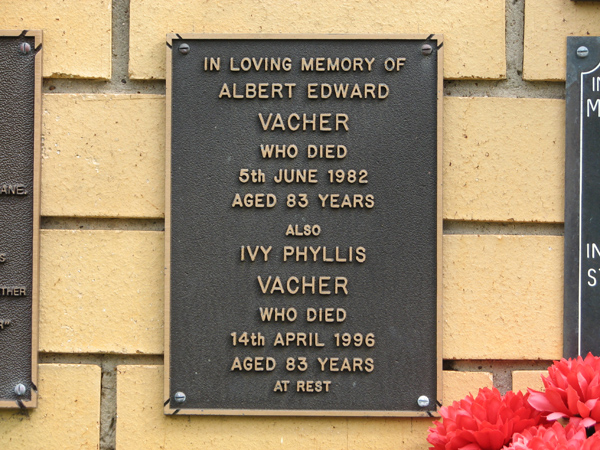 IN LOVING MEMORY OF
ALBERT EDWARD
VACHER
WHO DIED
5th JUNE 1982
AGED 83 YEARS
ALSO
IVY PHYLLIS
VACHER
WHO DIED
14th APRIL 1996
AGED 83 YEARS
AT REST